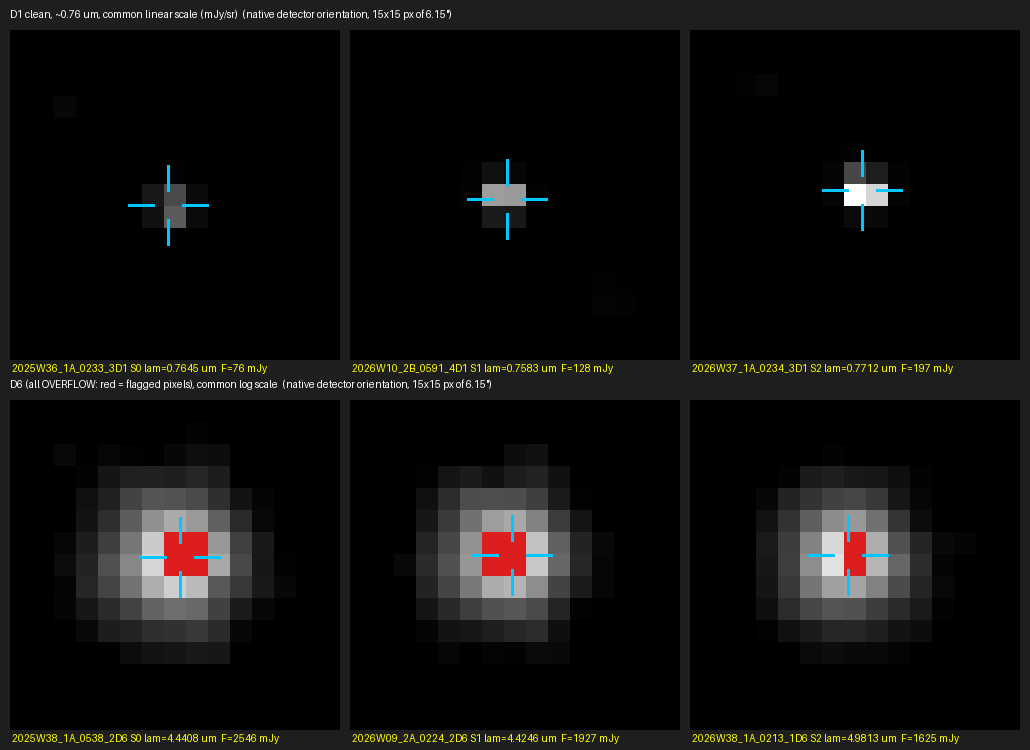 D1 clean, ~0.76 um, common linear scale (mJy/sr)  (native detector orientation, 15x15 px of 6.15")
2025W36_1A_0233_3D1 S0 lam=0.7645 um  F=76 mJy
2026W10_2B_0591_4D1 S1 lam=0.7583 um  F=128 mJy
2026W37_1A_0234_3D1 S2 lam=0.7712 um  F=197 mJy
D6 (all OVERFLOW: red = flagged pixels), common log scale  (native detector orientation, 15x15 px of 6.15")
2025W38_1A_0538_2D6 S0 lam=4.4408 um  F=2546 mJy
2026W09_2A_0224_2D6 S1 lam=4.4246 um  F=1927 mJy
2026W38_1A_0213_1D6 S2 lam=4.9813 um  F=1625 mJy